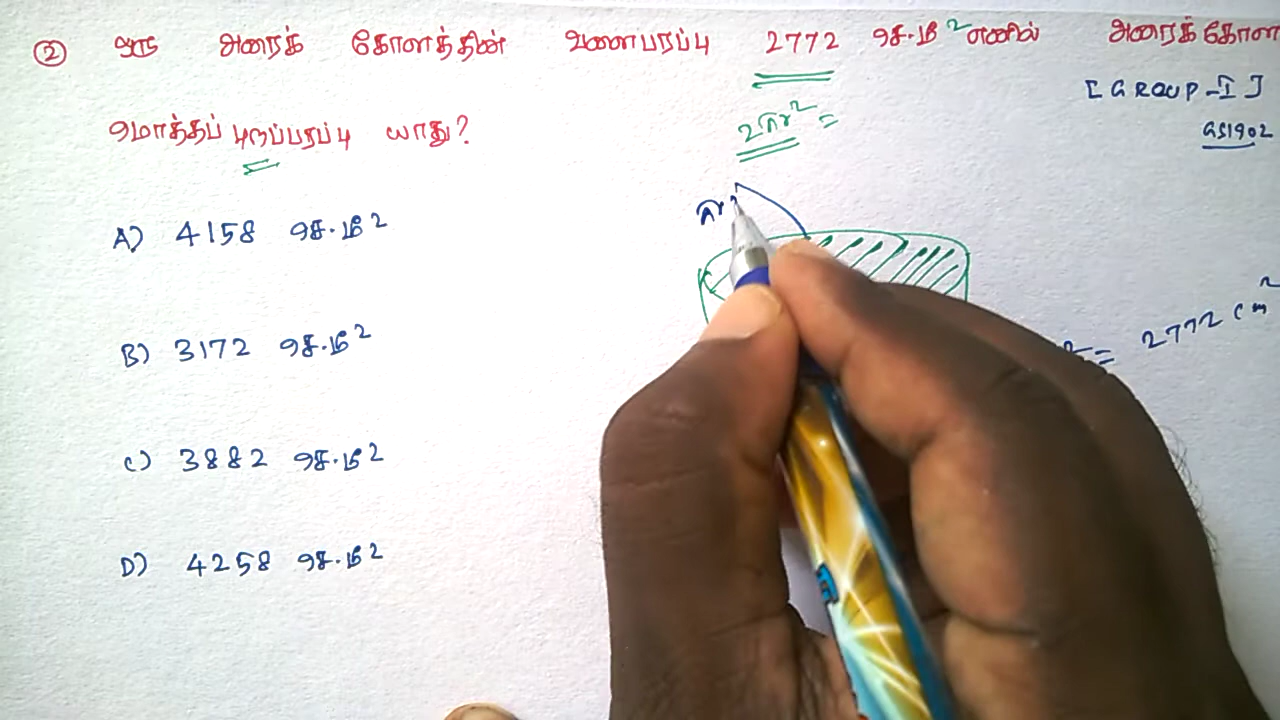 ② ஒரு அரைக் கோளத்தின் வளைபரப்பு 2772 செ.மீ² எனில் அரைக்கோள
[GROUP-I]
மொத்தப் புறப்பரப்பு யாது?
2πr² =
GS1902
A) 4158 செ.மீ²
πr²
= 2772 cm²
B) 3172 செ.மீ²
C) 3882 செ.மீ²
D) 4258 செ.மீ²